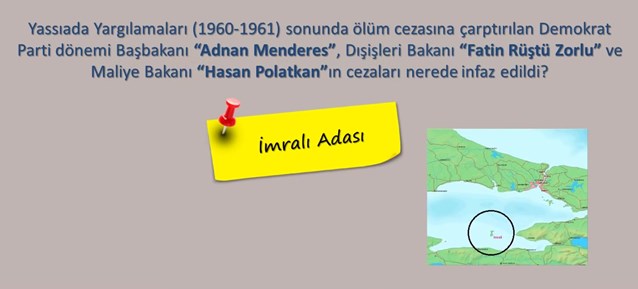 Yassıada Yargılamaları (1960-1961) sonunda ölüm cezasına çarptırılan Demokrat
Parti dönemi Başbakanı “Adnan Menderes”, Dışişleri Bakanı “Fatin Rüştü Zorlu” ve
Maliye Bakanı “Hasan Polatkan”ın cezaları nerede infaz edildi?
İmralı Adası